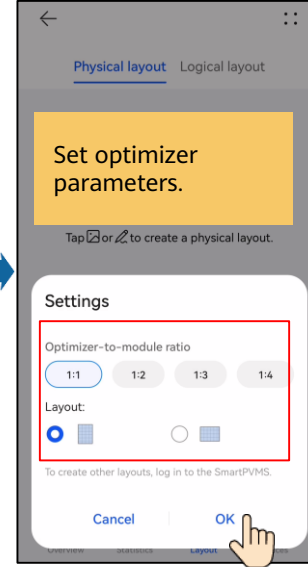 Physical layout Logical layout
Set optimizer
parameters.
Tap or to create a physical layout.
Settings
Optimizer-to-module ratio
1:1 1:2 1:3 1:4
Layout:
To create other layouts, log in to the SmartPVMS.
Cancel OK
Overview Statistics Layout